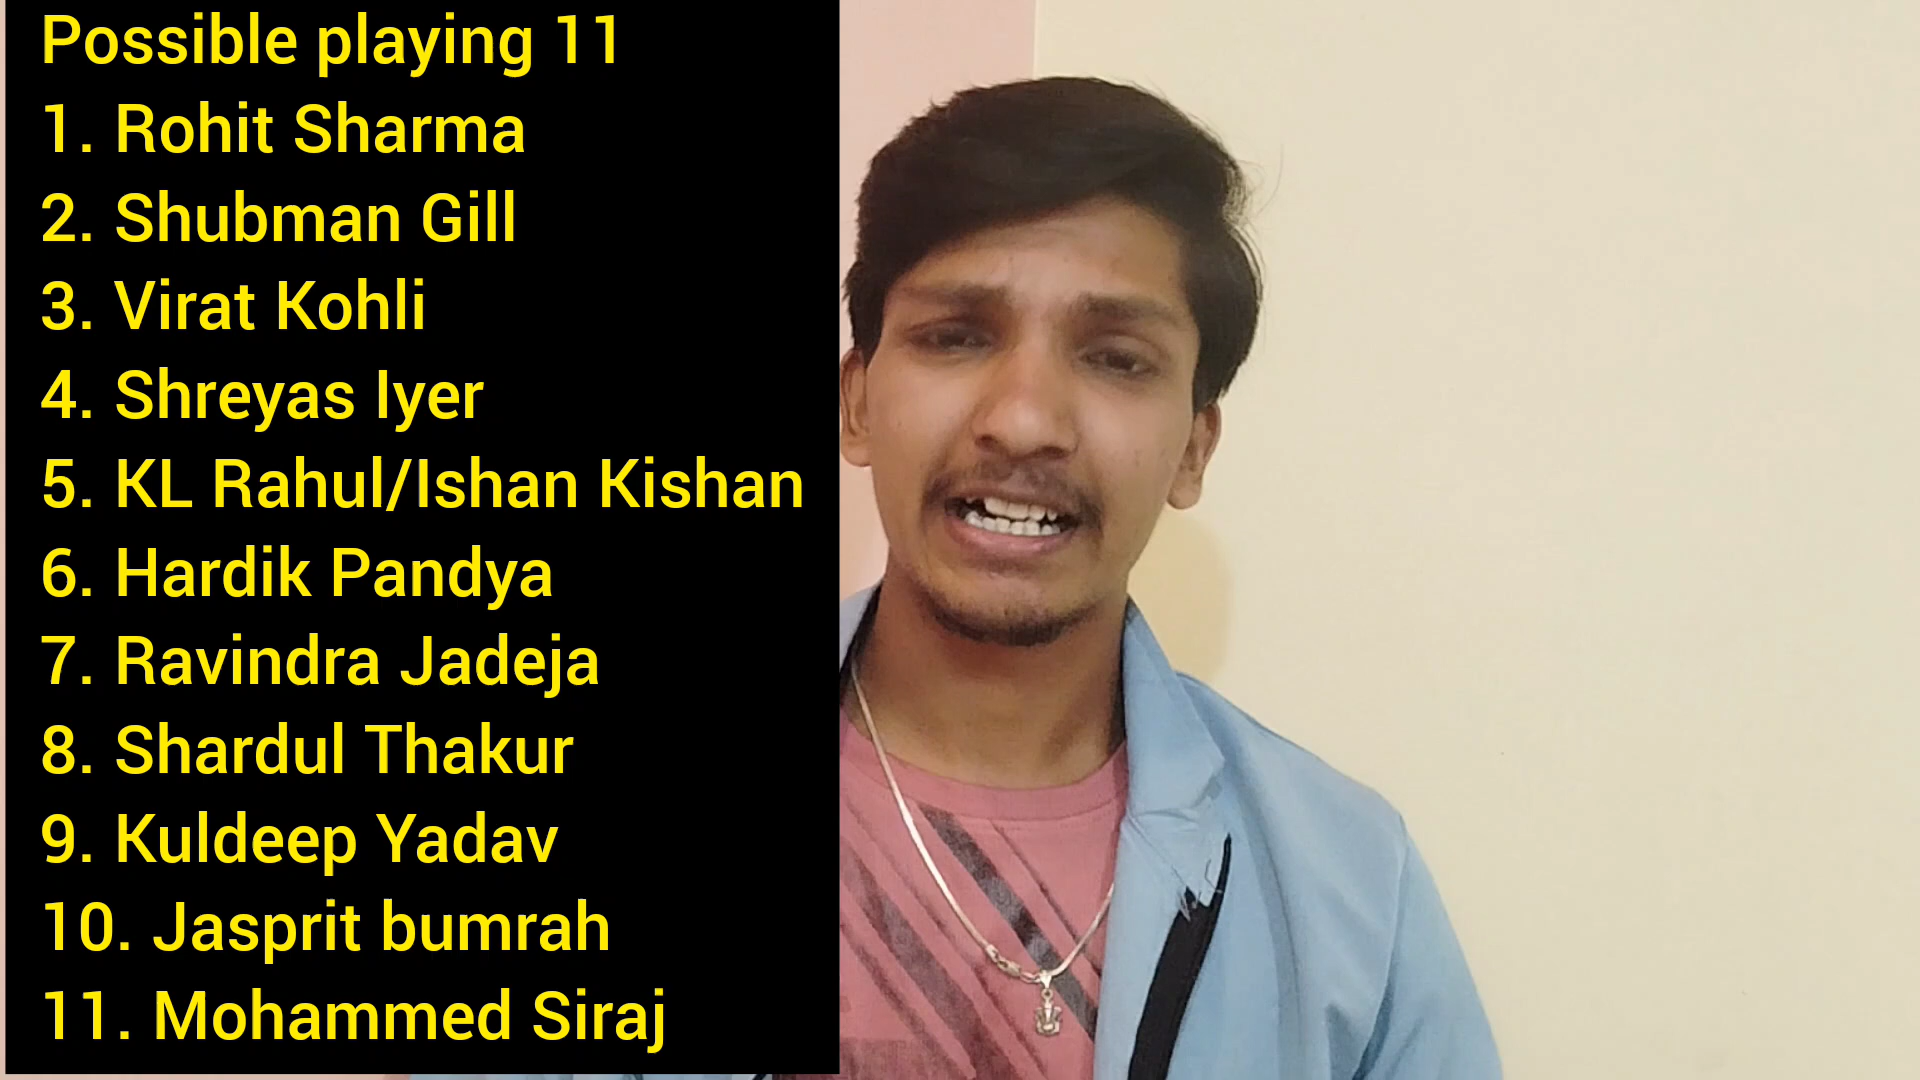 Possible playing 11
1. Rohit Sharma
2. Shubman Gill
3. Virat Kohli
4. Shreyas Iyer
5. KL Rahul/Ishan Kishan
6. Hardik Pandya
7. Ravindra Jadeja
8. Shardul Thakur
9. Kuldeep Yadav
10. Jasprit bumrah
11. Mohammed Siraj